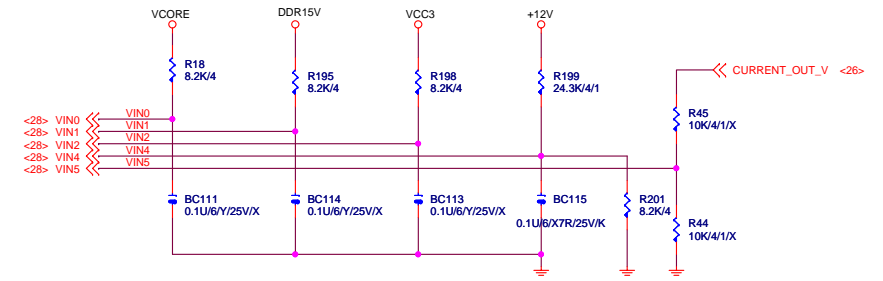 VCORE
DDR15V
VCC3
+12V
R18
8.2K/4
R195
8.2K/4
R198
8.2K/4
R199
24.3K/4/1
CURRENT_OUT_V <26>
R45
10K/4/1/X
<28> VIN0 VIN0
<28> VIN1 VIN1
<28> VIN2 VIN2
<28> VIN4 VIN4
<28> VIN5 VIN5
BC111
0.1U/6/Y/25V/X
BC114
0.1U/6/Y/25V/X
BC113
0.1U/6/Y/25V/X
BC115
0.1U/6/X7R/25V/K
R201
8.2K/4
R44
10K/4/1/X